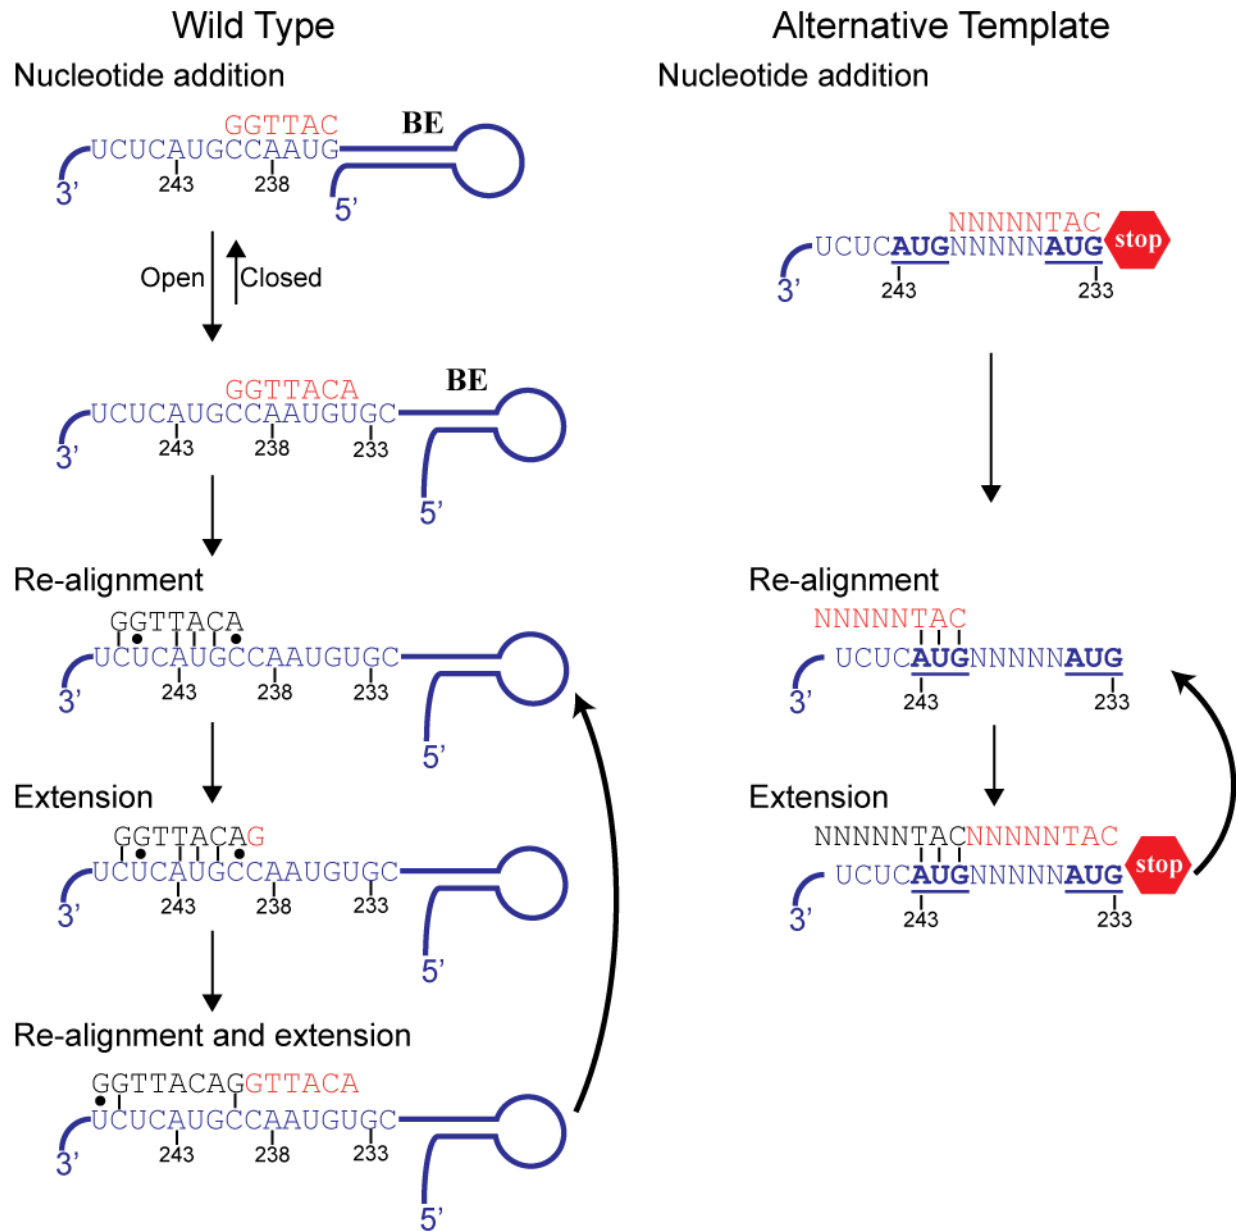 Wild Type
Nucleotide addition
GGTTAC
BE
UCUCAUGCCAAUG
243
238
3’
5’
Open
Closed
GGTTACA
BE
UCUCAUGCCAAUGUGC
243
238
233
3’
5’
Re-alignment
GGTTACA
UCUCAUGCCAAUGUGC
243
238
233
3’
5’
Extension
GGTTACAG
UCUCAUGCCAAUGUGC
243
238
233
3’
5’
Re-alignment and extension
GGTTACAGGTTACA
UCUCAUGCCAAUGUGC
243
238
233
3’
5’
Alternative Template
Nucleotide addition
NNNNNTAC
UCUCAUGNNNNNAUG
stop
243
233
3’
Re-alignment
NNNNNTAC
UCUCAUGNNNNNAUG
243
233
3’
Extension
NNNNNTACNNNNNTAC
UCUCAUGNNNNNAUG
stop
243
233
3’